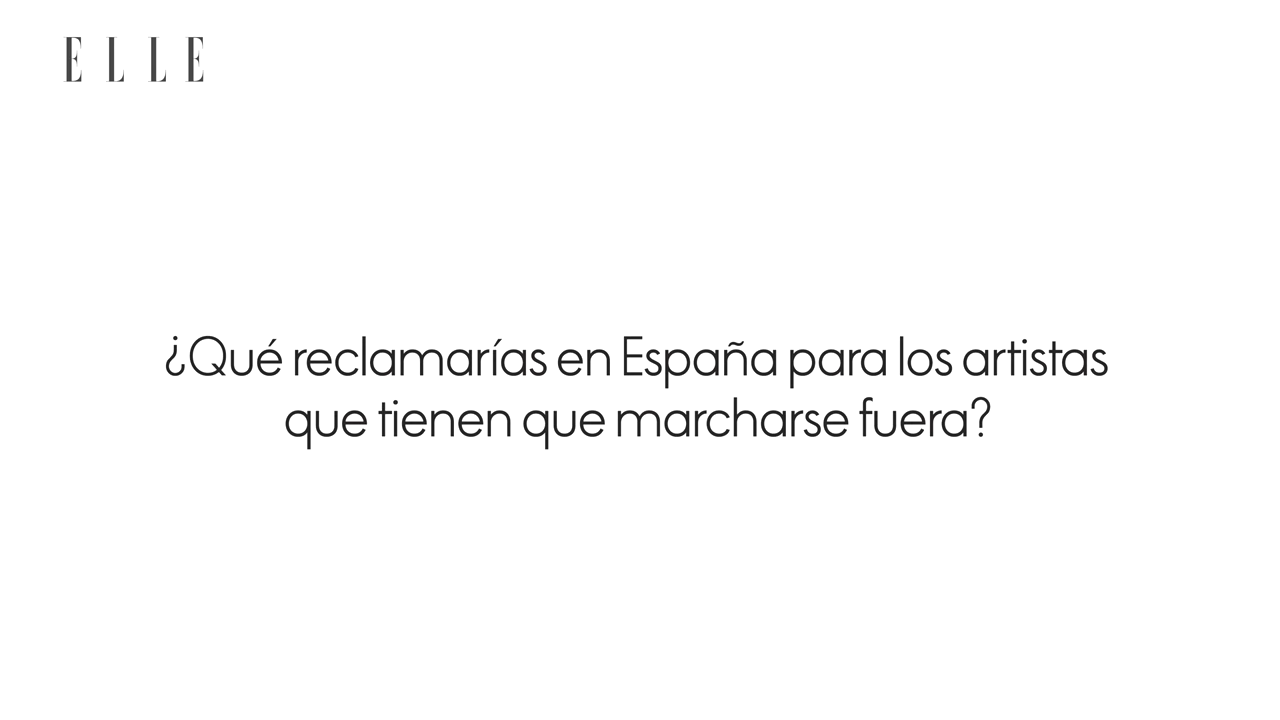 ELLE
¿Qué reclamarías en España para los artistas
que tienen que marcharse fuera?